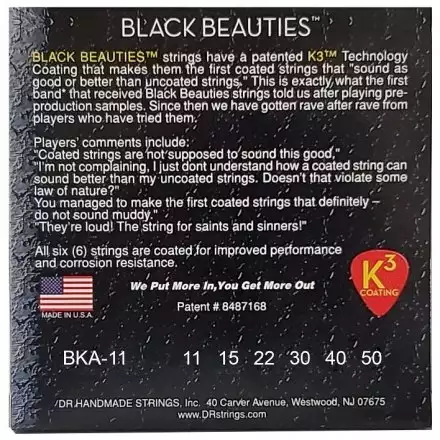 BLACK BEAUTIES™
BLACK BEAUTIES™ strings have a patented K3™ Technology
Coating that makes them the first coated strings that "sound as
good or better than uncoated strings." This is exactly what the first
band* that received Black Beauties strings told us after playing pre-
production samples. Since then we have gotten rave after rave from
players who have tried them.
Players' comments include:
"Coated strings are not supposed to sound this good,"
"I'm not complaining, I just dont understand how a coated string can
sound better than my uncoated strings. Doesn't that violate some
law of nature?"
You managed to make the first coated strings that definitely –
do not sound muddy."
"They're loud! The string for saints and sinners!"
All six (6) strings are coated for improved performance
and corrosion resistance.
K3
COATING
We Put More In,You Get More Out
MADE IN U.S.A.
Patent # 8487168
BKA-11 11 15 22 30 40 50
DR HANDMADE STRINGS, Inc. 40 Carver Avenue, Westwood, NJ 07675
www.DRstrings.com